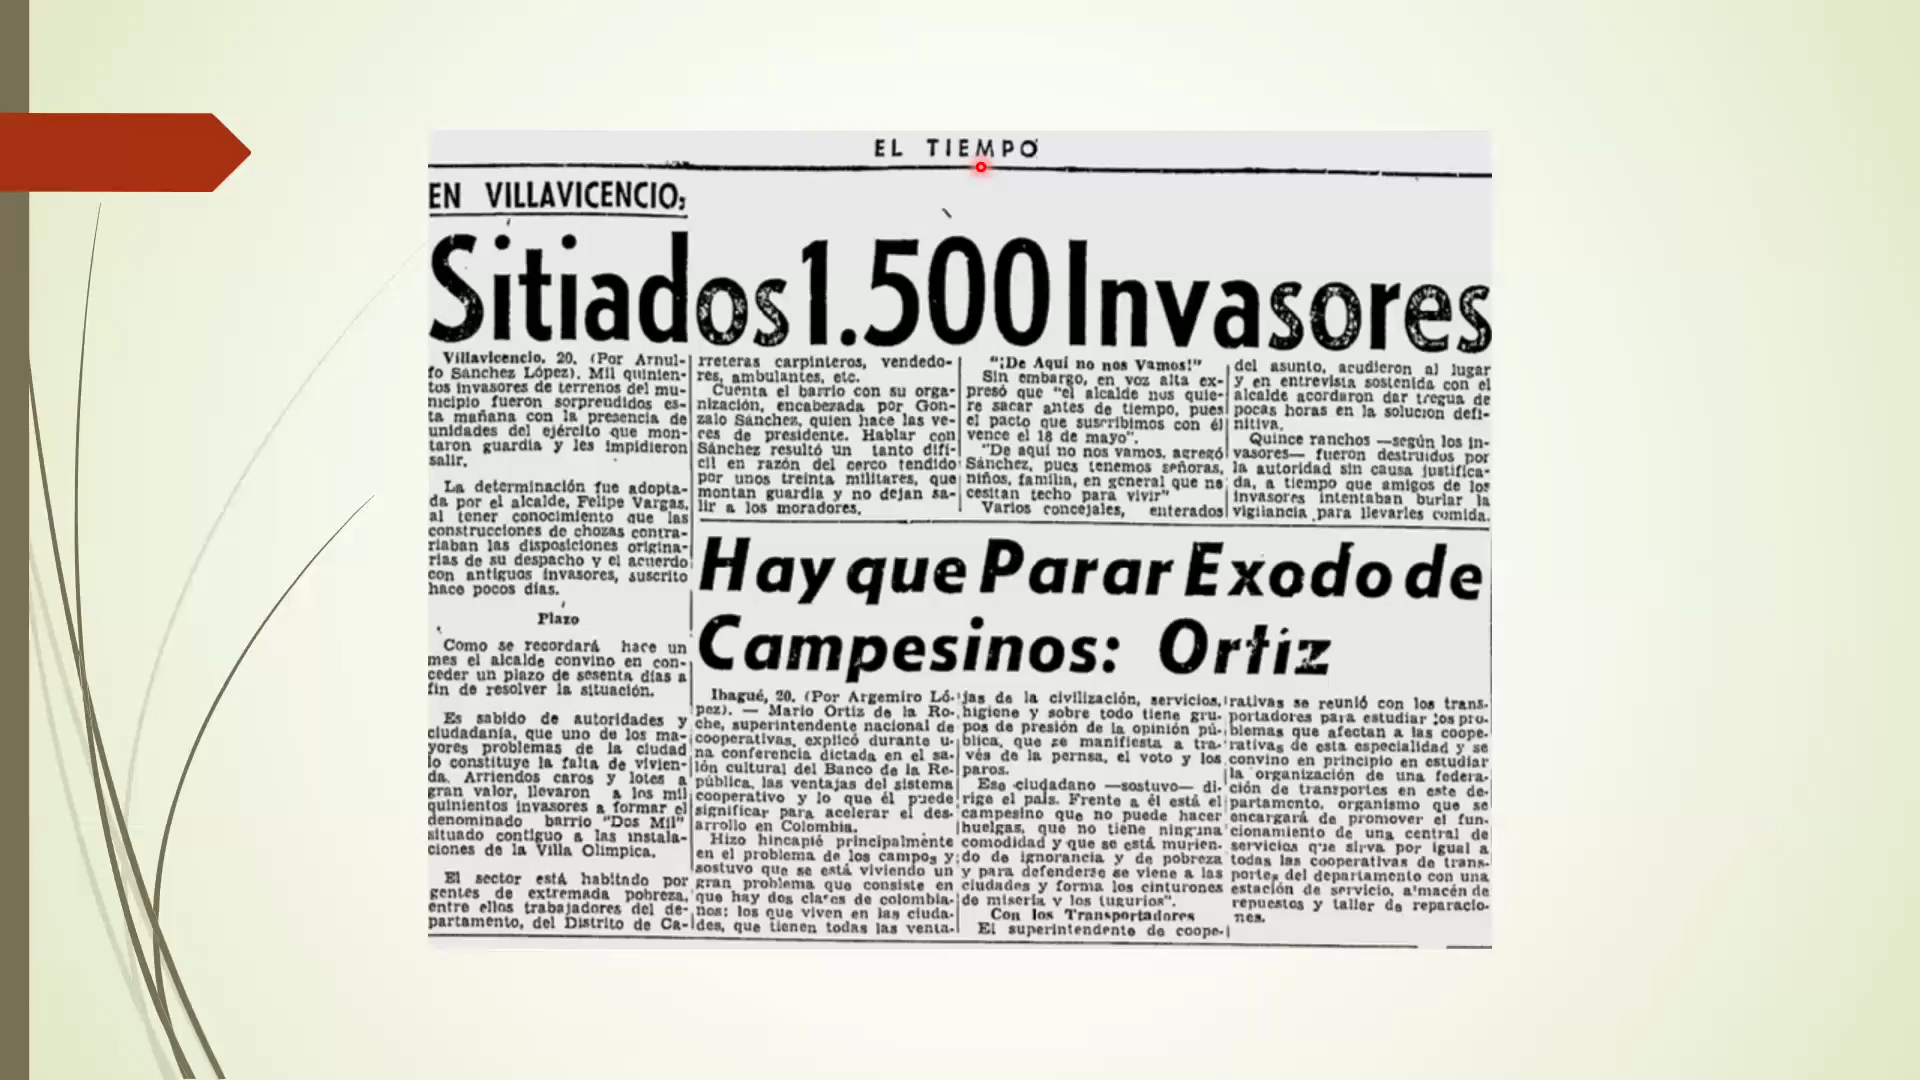 EL TIEMPO
EN VILLAVICENCIO:
Sitiados 1.500 Invasores
Villavicencio, 20. (Por Arnul-
fo Sánchez López). Mil quinien-
tos invasores de terrenos del mu-
nicipio fueron sorprendidos es-
ta mañana con la presencia de
unidades del ejército que mon-
taron guardia y les impidieron
salir.
La determinación fue adopta-
da por el alcalde, Felipe Vargas,
al tener conocimiento que las
construcciones de chozas contra-
riaban las disposiciones origina-
rias de su despacho y el acuerdo
con antiguos invasores, suscrito
hace pocos días.
Plazo
Como se recordará hace un
mes el alcalde convino en con-
ceder un plazo de sesenta días a
fin de resolver la situación.
Es sabido de autoridades y
ciudadanía, que uno de los ma-
yores problemas de la ciudad
lo constituye la falta de vivien-
da. Arriendos caros y lotes a
gran valor, llevaron a los mil
quinientos invasores a formar el
denominado barrio "Dos Mil"
situado contiguo a las instala-
ciones de la Villa Olímpica.
El sector está habitado por
gentes de extremada pobreza,
entre ellos trabajadores del de-
partamento, del Distrito de Ca-
rreteras carpinteros, vendedo-
res, ambulantes, etc.
Cuenta el barrio con su orga-
nización, encabezada por Gon-
zalo Sánchez, quien hace las ve-
ces de presidente. Hablar con
Sánchez resultó un tanto difí-
cil en razón del cerco tendido
por unos treinta militares, que
montan guardia y no dejan sa-
lir a los moradores.
"¡De Aquí no nos Vamos!"
Sin embargo, en voz alta ex-
presó que "el alcalde nos quie-
re sacar antes de tiempo, pues
el pacto que suscribimos con él
vence el 18 de mayo".
"De aquí no nos vamos, agregó
Sánchez, pues tenemos señoras,
niños, familia, en general que ne
cesitan techo para vivir"
Varios concejales, enterados
del asunto, acudieron al lugar
y en entrevista sostenida con el
alcalde acordaron dar tregua de
pocas horas en la solución defi-
nitiva.
Quince ranchos —según los in-
vasores— fueron destruidos por
la autoridad sin causa justifica-
da, a tiempo que amigos de los
invasores intentaban burlar la
vigilancia para llevarles comida.
Hay que Parar Exodo de
Campesinos: Ortiz
Ibagué, 20. (Por Argemiro Ló-
pez). — Mario Ortiz de la Ro-
che, superintendente nacional de
cooperativas, explicó durante u-
na conferencia dictada en el sa-
lón cultural del Banco de la Re-
pública, las ventajas del sistema
cooperativo y lo que él puede
significar para acelerar el des-
arrollo en Colombia.
Hizo hincapié principalmente
en el problema de los campos y
sostuvo que se está viviendo un
gran problema que consiste en
que hay dos clases de colombia-
nos: los que viven en las ciuda-
des, que tienen todas las venta-
jas de la civilización, servicios,
higiene y sobre todo tiene gru-
pos de presión de la opinión pú-
blica, que se manifiesta a tra-
vés de la pernsa, el voto y los
paros.
Ese ciudadano —sostuvo— di-
rige el país. Frente a él está el
campesino que no puede hacer
huelgas, que no tiene ninguna
comodidad y que se está murien-
do de ignorancia y de pobreza
y para defenderse se viene a las
ciudades y forma los cinturones
de miseria y los tugurios".
Con los Transportadores
El superintendente de coope-
rativas se reunió con los trans-
portadores para estudiar los pro-
blemas que afectan a las coope-
rativas de esta especialidad y se
convino en principio en estudiar
la organización de una federa-
ción de transportes en este de-
partamento, organismo que se
encargará de promover el fun-
cionamiento de una central de
servicios que sirva por igual a
todas las cooperativas de trans-
portes del departamento con una
estación de servicio, almacén de
repuestos y taller de reparacio-
nes.